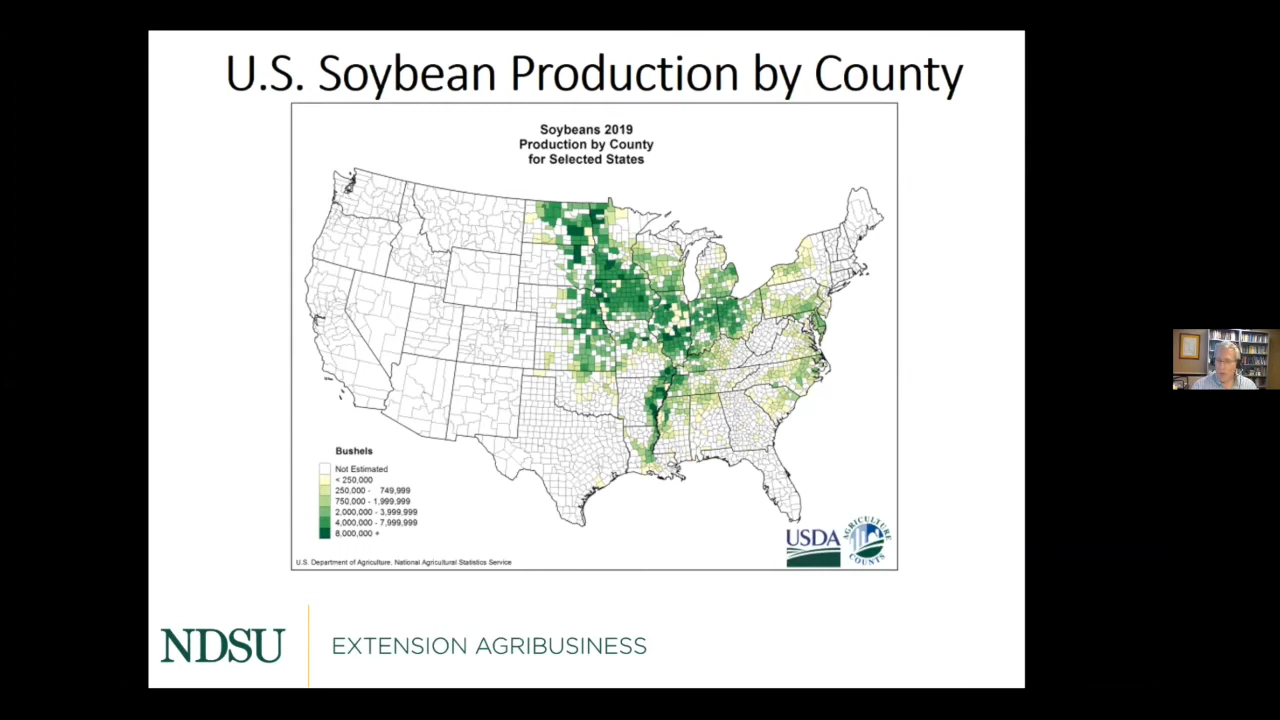 U.S. Soybean Production by County
Soybeans 2019
Production by County
for Selected States
Bushels
Not Estimated
< 250,000
250,000 - 749,999
750,000 - 1,999,999
2,000,000 - 3,999,999
4,000,000 - 7,999,999
8,000,000 +
U.S. Department of Agriculture, National Agricultural Statistics Service
USDA
AGRICULTURE
COUNTS
NDSU
EXTENSION AGRIBUSINESS